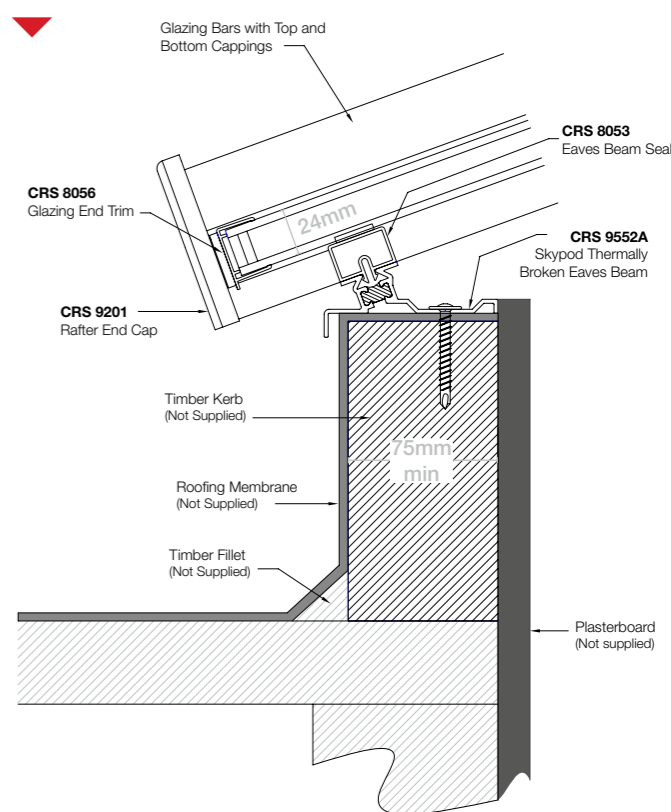 Glazing Bars with Top and
Bottom Cappings
CRS 8053
Eaves Beam Seal
CRS 8056
Glazing End Trim
24mm
CRS 9552A
Skypod Thermally
Broken Eaves Beam
CRS 9201
Rafter End Cap
Timber Kerb
(Not Supplied)
75mm
min
Roofing Membrane
(Not Supplied)
Timber Fillet
(Not Supplied)
Plasterboard
(Not supplied)